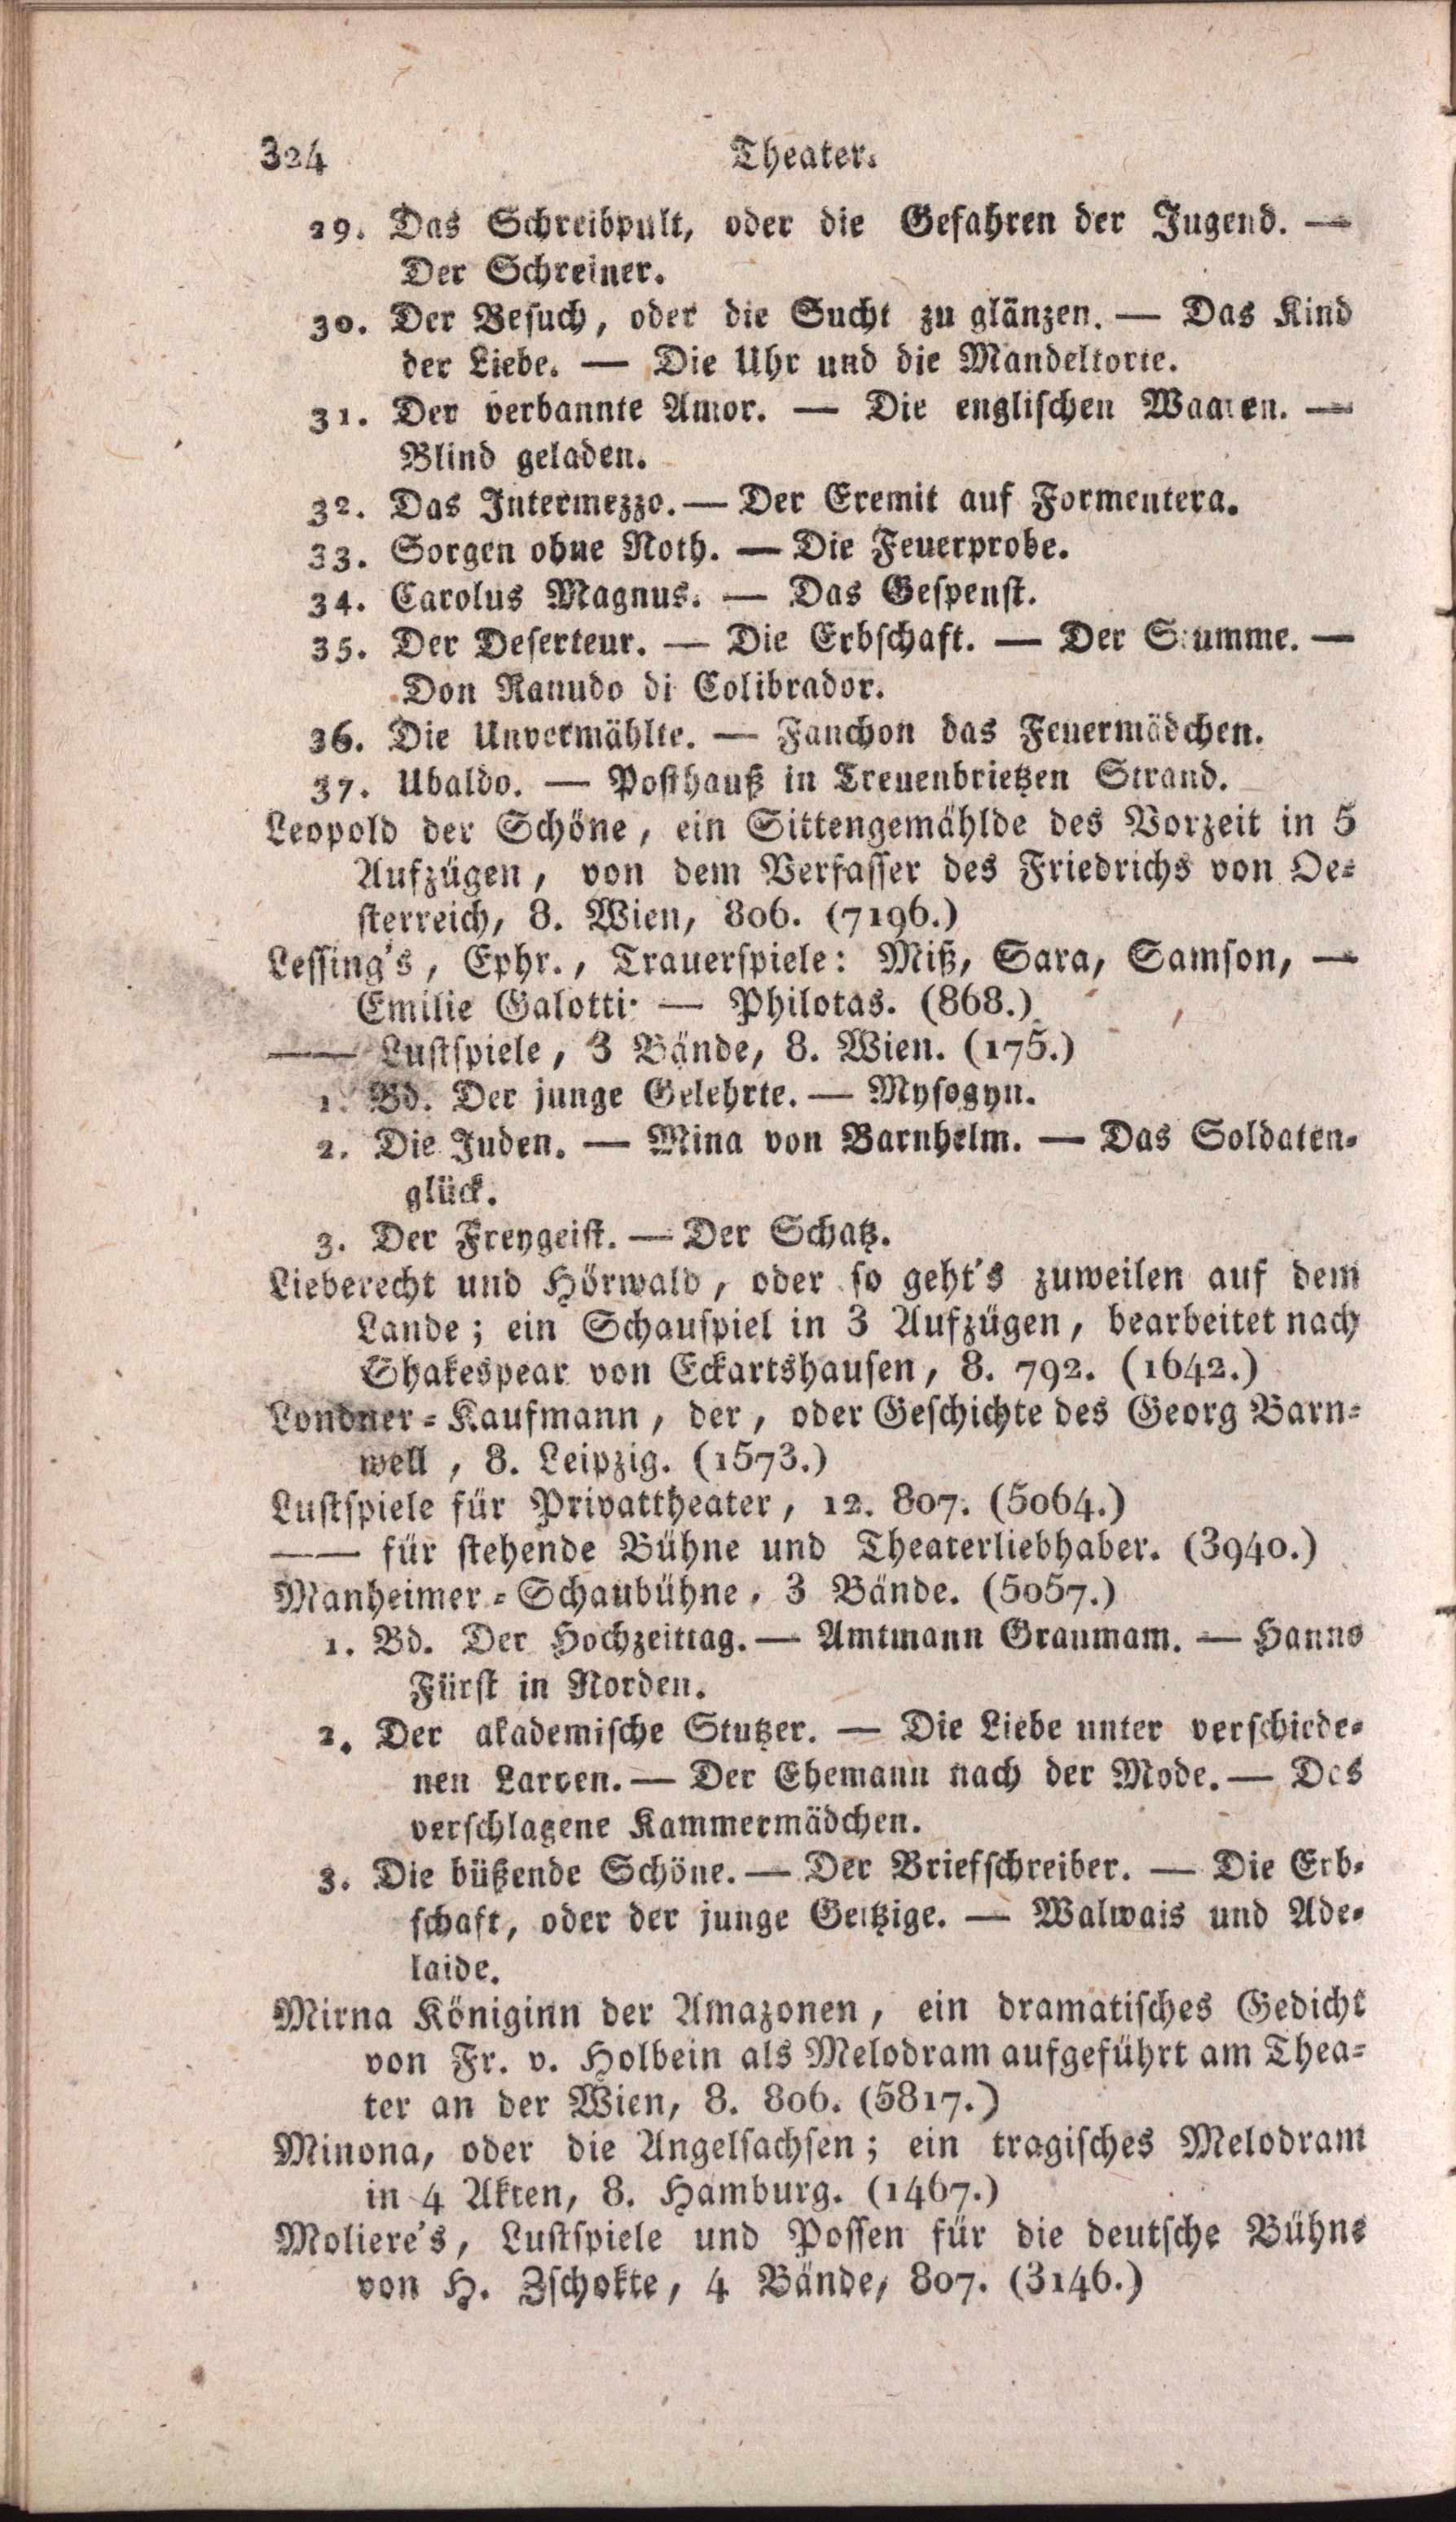 324 Theater.
29. Das Schreibpult, oder die Gefahren der Jugend. —
Der Schreiner.
30. Der Besuch, oder die Sucht zu glänzen. — Das Kind
der Liebe. — Die Uhr und die Mandeltorte.
31. Der verbannte Amor. — Die englischen Waaren. —
Blind geladen.
32. Das Intermezzo. — Der Eremit auf Formentera.
33. Sorgen ohne Noth. — Die Feuerprobe.
34. Carolus Magnus. — Das Gespenst.
35. Der Deserteur. — Die Erbschaft. — Der Stumme. —
Don Ranudo di Colibrador.
36. Die Unvermählte. — Fanchon das Feuermädchen.
37. Ubaldo. — Posthauß in Treuenbrietzen Strand.
Leopold der Schöne, ein Sittengemählde des Vorzeit in 5
Aufzügen, von dem Verfasser des Friedrichs von Oe-
sterreich, 8. Wien, 806. (7196.)
Lessing's, Ephr., Trauerspiele: Miß, Sara, Samson, —
Emilie Galotti — Philotas. (868.)
—— Lustspiele, 3 Bände, 8. Wien. (175.)
1. Bd. Der junge Gelehrte. — Mysogyn.
2. Die Juden. — Mina von Barnhelm. — Das Soldaten-
glück.
3. Der Freygeist. — Der Schatz.
Lieberecht und Hörwald, oder so geht's zuweilen auf dem
Lande; ein Schauspiel in 3 Aufzügen, bearbeitet nach
Shakespear von Eckartshausen, 8. 792. (1642.)
Londner-Kaufmann, der, oder Geschichte des Georg Barn-
well, 8. Leipzig. (1573.)
Lustspiele für Privattheater, 12. 807. (5064.)
—— für stehende Bühne und Theaterliebhaber. (3940.)
Manheimer-Schaubühne, 3 Bände. (5057.)
1. Bd. Der Hochzeittag. — Amtmann Graumam. — Hanns
Fürst in Norden.
2. Der akademische Stutzer. — Die Liebe unter verschiede-
nen Larven. — Der Ehemann nach der Mode. — Das
verschlagene Kammermädchen.
3. Die büßende Schöne. — Der Briefschreiber. — Die Erb-
schaft, oder der junge Geitzige. — Walwais und Ade-
laide.
Mirna Königinn der Amazonen, ein dramatisches Gedicht
von Fr. v. Holbein als Melodram aufgeführt am Thea-
ter an der Wien, 8. 806. (5817.)
Minona, oder die Angelsachsen; ein tragisches Melodram
in 4 Akten, 8. Hamburg. (1467.)
Moliere's, Lustspiele und Possen für die deutsche Bühne
von H. Zschokte, 4 Bände, 807. (3146.)